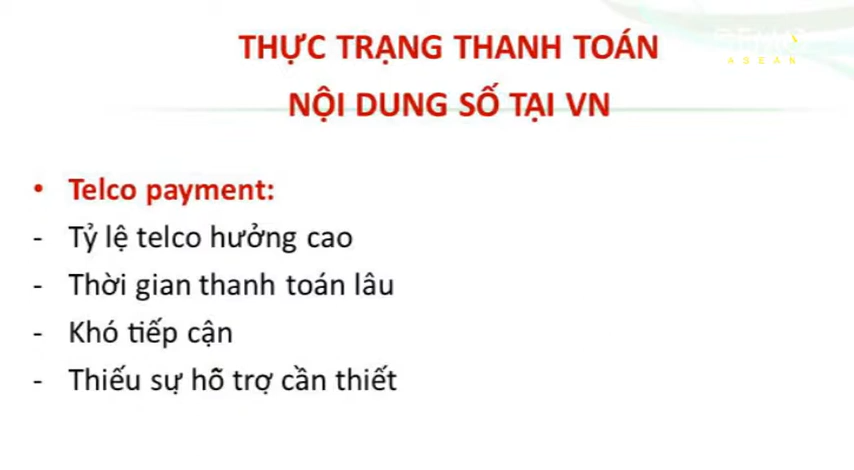 THỰC TRẠNG THANH TOÁN
NỘI DUNG SỐ TẠI VN
ASEAN
• Telco payment:
- Tỷ lệ telco hưởng cao
- Thời gian thanh toán lâu
- Khó tiếp cận
- Thiếu sự hỗ trợ cần thiết